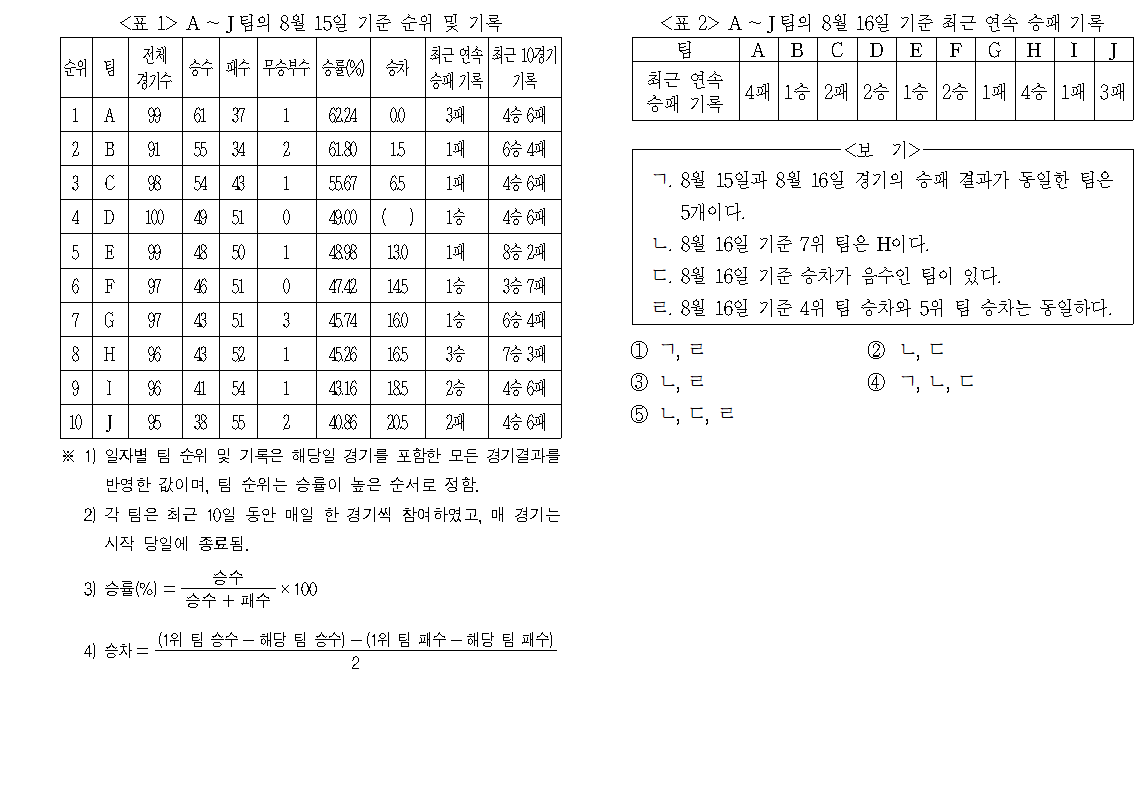 <표 1> A ~ J팀의 8월 15일 기준 순위 및 기록
순위 팀 전체 경기수 승수 패수 무승부수 승률(%) 승차 최근 연속 승패 기록 최근 10경기 기록
1 A 99 61 37 1 62.24 0.0 3패 4승 6패
2 B 91 55 34 2 61.80 1.5 1패 6승 4패
3 C 98 54 43 1 55.67 6.5 1패 4승 6패
4 D 100 49 51 0 49.00 ( ) 1승 4승 6패
5 E 99 48 50 1 48.98 13.0 1패 8승 2패
6 F 97 46 51 0 47.42 14.5 1승 3승 7패
7 G 97 43 51 3 45.74 16.0 1승 6승 4패
8 H 96 43 52 1 45.26 16.5 3승 7승 3패
9 I 96 41 54 1 43.16 18.5 2승 4승 6패
10 J 95 38 55 2 40.86 20.5 2패 4승 6패
※ 1) 일자별 팀 순위 및 기록은 해당일 경기를 포함한 모든 경기결과를
반영한 값이며, 팀 순위는 승률이 높은 순서로 정함.
2) 각 팀은 최근 10일 동안 매일 한 경기씩 참여하였고, 매 경기는
시작 당일에 종료됨.
3) 승률(%) = 승수 / 승수 + 패수 × 100
4) 승차 = (1위 팀 승수 − 해당 팀 승수) − (1위 팀 패수 − 해당 팀 패수) / 2
<표 2> A ~ J팀의 8월 16일 기준 최근 연속 승패 기록
팀 A B C D E F G H I J
최근 연속 승패 기록 4패 1승 2패 2승 1승 2승 1패 4승 1패 3패
<보 기>
ㄱ. 8월 15일과 8월 16일 경기의 승패 결과가 동일한 팀은
5개이다.
ㄴ. 8월 16일 기준 7위 팀은 H이다.
ㄷ. 8월 16일 기준 승차가 음수인 팀이 있다.
ㄹ. 8월 16일 기준 4위 팀 승차와 5위 팀 승차는 동일하다.
① ㄱ, ㄹ
② ㄴ, ㄷ
③ ㄴ, ㄹ
④ ㄱ, ㄴ, ㄷ
⑤ ㄴ, ㄷ, ㄹ